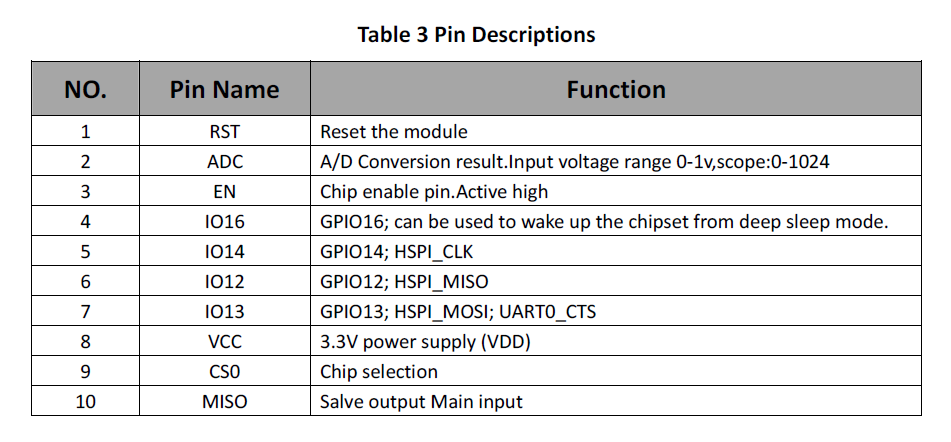 Table 3 Pin Descriptions
NO. Pin Name Function
1 RST Reset the module
2 ADC A/D Conversion result.Input voltage range 0-1v,scope:0-1024
3 EN Chip enable pin.Active high
4 IO16 GPIO16; can be used to wake up the chipset from deep sleep mode.
5 IO14 GPIO14; HSPI_CLK
6 IO12 GPIO12; HSPI_MISO
7 IO13 GPIO13; HSPI_MOSI; UART0_CTS
8 VCC 3.3V power supply (VDD)
9 CS0 Chip selection
10 MISO Salve output Main input